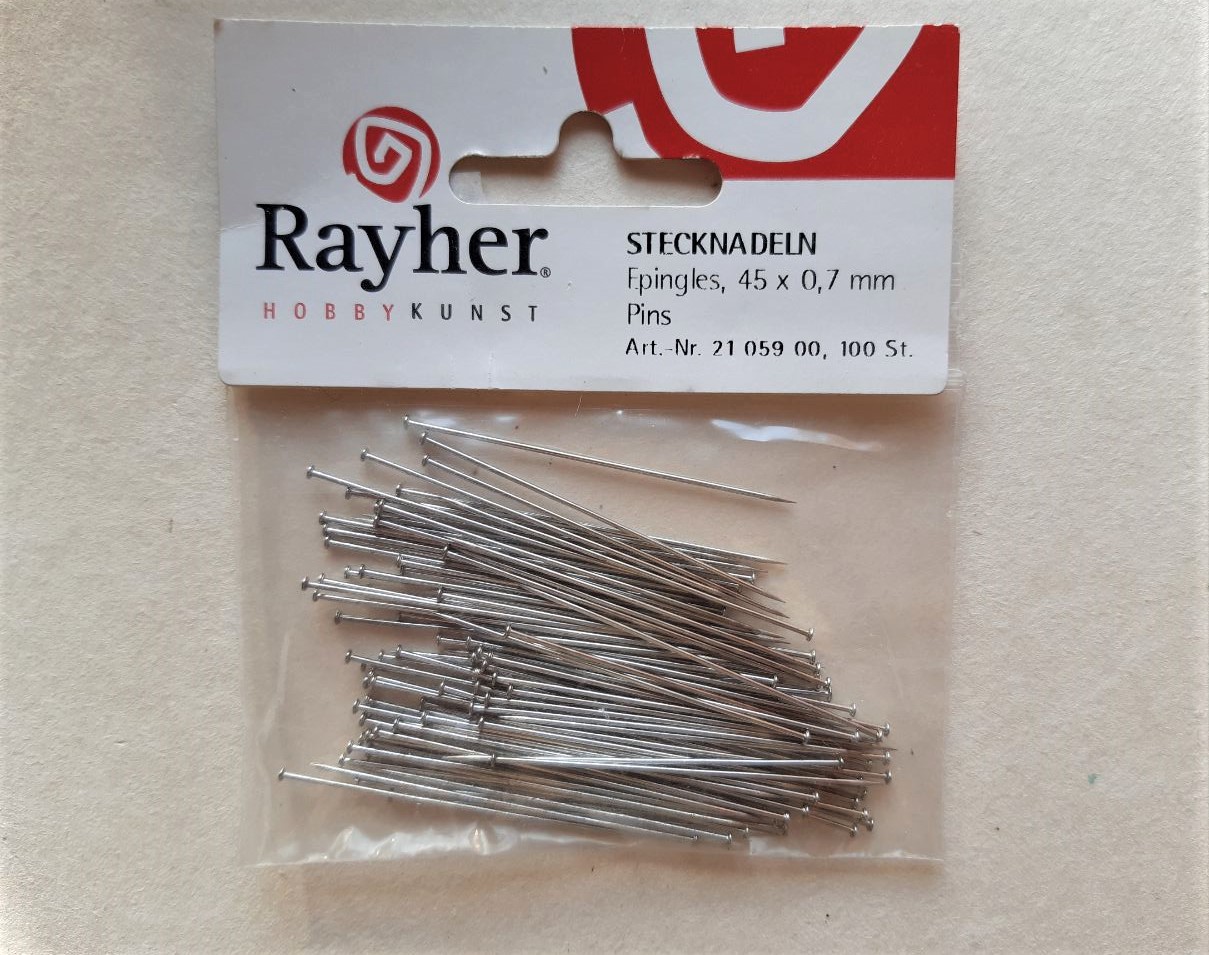 Rayher®
HOBBYKUNST
STECKNADELN
Epingles, 45 x 0,7 mm
Pins
Art.-Nr. 21 059 00, 100 St.